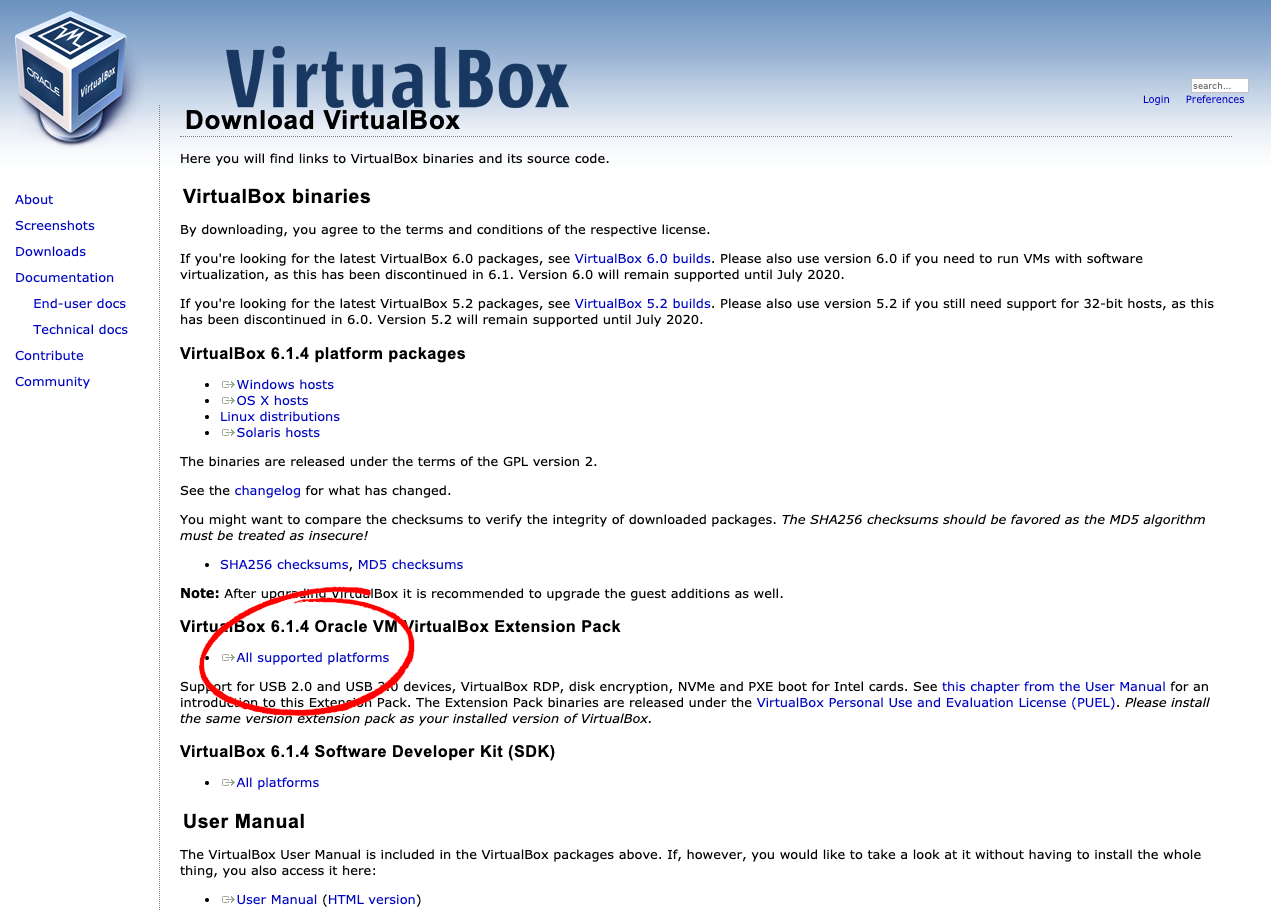 ORACLE
VirtualBox
VirtualBox
search...
Login Preferences
Download VirtualBox
Here you will find links to VirtualBox binaries and its source code.
About
Screenshots
Downloads
Documentation
End-user docs
Technical docs
Contribute
Community
VirtualBox binaries
By downloading, you agree to the terms and conditions of the respective license.
If you're looking for the latest VirtualBox 6.0 packages, see VirtualBox 6.0 builds. Please also use version 6.0 if you need to run VMs with software
virtualization, as this has been discontinued in 6.1. Version 6.0 will remain supported until July 2020.
If you're looking for the latest VirtualBox 5.2 packages, see VirtualBox 5.2 builds. Please also use version 5.2 if you still need support for 32-bit hosts, as this
has been discontinued in 6.0. Version 5.2 will remain supported until July 2020.
VirtualBox 6.1.4 platform packages
• Windows hosts
• OS X hosts
• Linux distributions
• Solaris hosts
The binaries are released under the terms of the GPL version 2.
See the changelog for what has changed.
You might want to compare the checksums to verify the integrity of downloaded packages. The SHA256 checksums should be favored as the MD5 algorithm
must be treated as insecure!
• SHA256 checksums, MD5 checksums
Note: After upgrading VirtualBox it is recommended to upgrade the guest additions as well.
VirtualBox 6.1.4 Oracle VM VirtualBox Extension Pack
• All supported platforms
Support for USB 2.0 and USB 3.0 devices, VirtualBox RDP, disk encryption, NVMe and PXE boot for Intel cards. See this chapter from the User Manual for an
introduction to this Extension Pack. The Extension Pack binaries are released under the VirtualBox Personal Use and Evaluation License (PUEL). Please install
the same version extension pack as your installed version of VirtualBox.
VirtualBox 6.1.4 Software Developer Kit (SDK)
• All platforms
User Manual
The VirtualBox User Manual is included in the VirtualBox packages above. If, however, you would like to take a look at it without having to install the whole
thing, you also access it here:
• User Manual (HTML version)